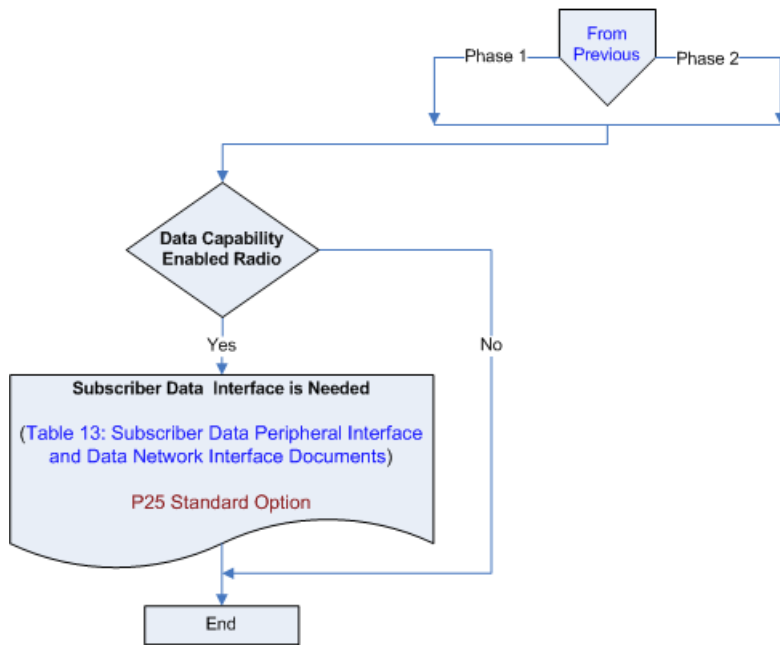 From
Previous
Phase 1
Phase 2
Data Capability
Enabled Radio
Yes
No
Subscriber Data Interface is Needed
(Table 13: Subscriber Data Peripheral Interface
and Data Network Interface Documents)
P25 Standard Option
End